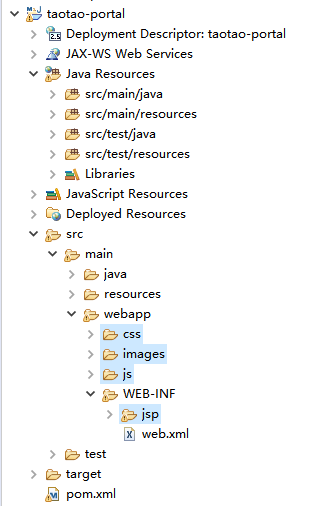 taotao-portal
Deployment Descriptor: taotao-portal
JAX-WS Web Services
Java Resources
src/main/java
src/main/resources
src/test/java
src/test/resources
Libraries
JavaScript Resources
Deployed Resources
src
main
java
resources
webapp
css
images
js
WEB-INF
jsp
web.xml
test
target
pom.xml